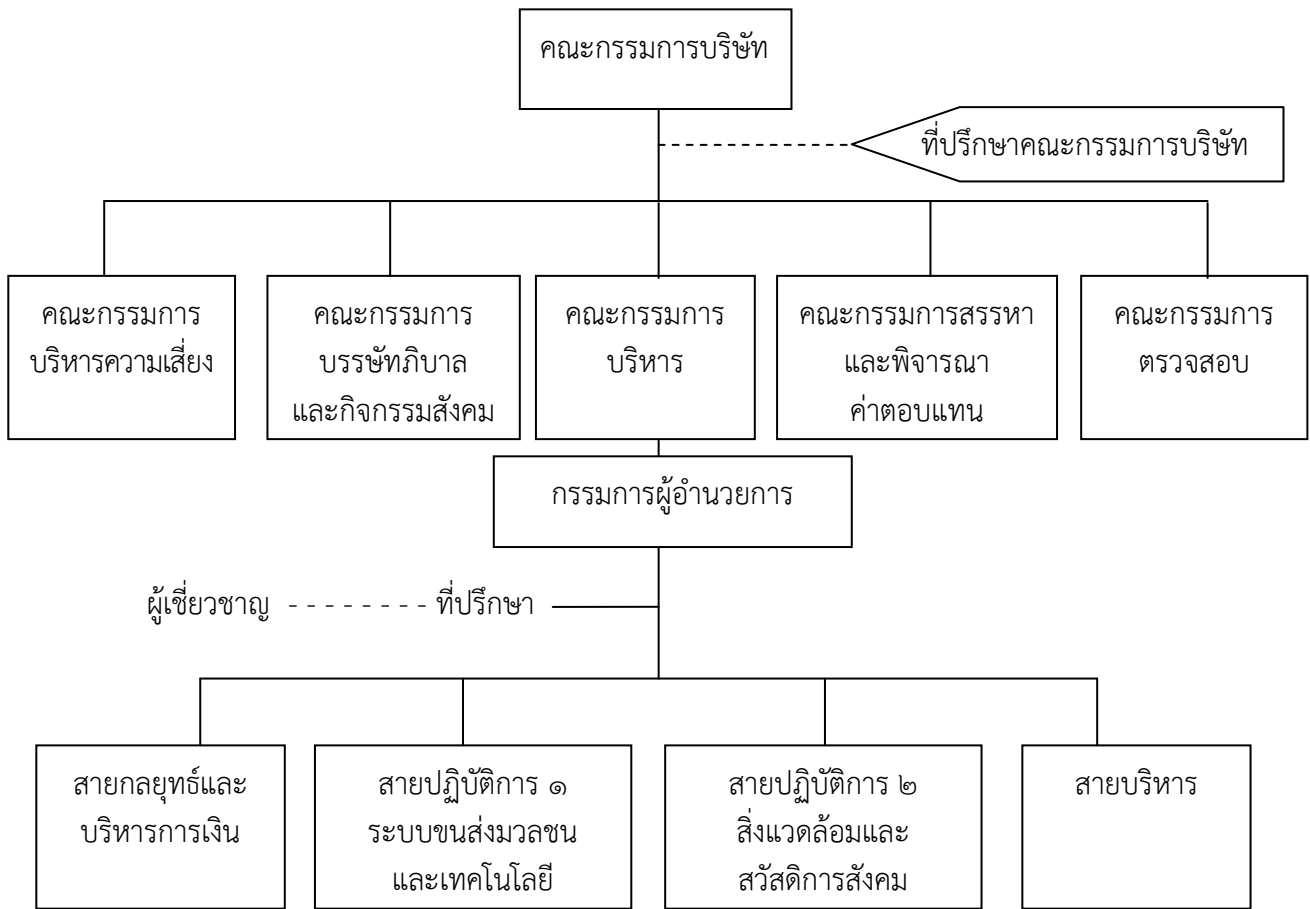 คณะกรรมการบริษัท
ที่ปรึกษาคณะกรรมการบริษัท
คณะกรรมการ
บริหารความเสี่ยง
คณะกรรมการ
บรรษัทภิบาล
และกิจกรรมสังคม
คณะกรรมการ
บริหาร
คณะกรรมการสรรหา
และพิจารณา
ค่าตอบแทน
คณะกรรมการ
ตรวจสอบ
กรรมการผู้อำนวยการ
ผู้เชี่ยวชาญ - - - - - - - - ที่ปรึกษา
สายกลยุทธ์และ
บริหารการเงิน
สายปฏิบัติการ ๑
ระบบขนส่งมวลชน
และเทคโนโลยี
สายปฏิบัติการ ๒
สิ่งแวดล้อมและ
สวัสดิการสังคม
สายบริหาร